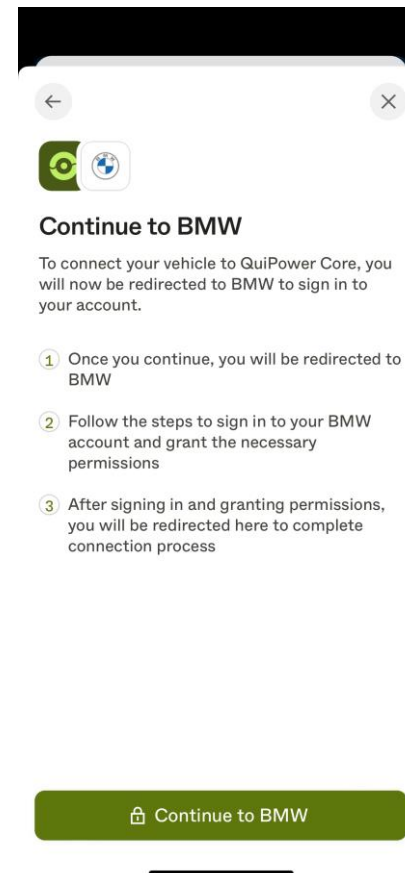 Continue to BMW
To connect your vehicle to QuiPower Core, you
will now be redirected to BMW to sign in to
your account.
1 Once you continue, you will be redirected to
BMW
2 Follow the steps to sign in to your BMW
account and grant the necessary
permissions
3 After signing in and granting permissions,
you will be redirected here to complete
connection process
Continue to BMW